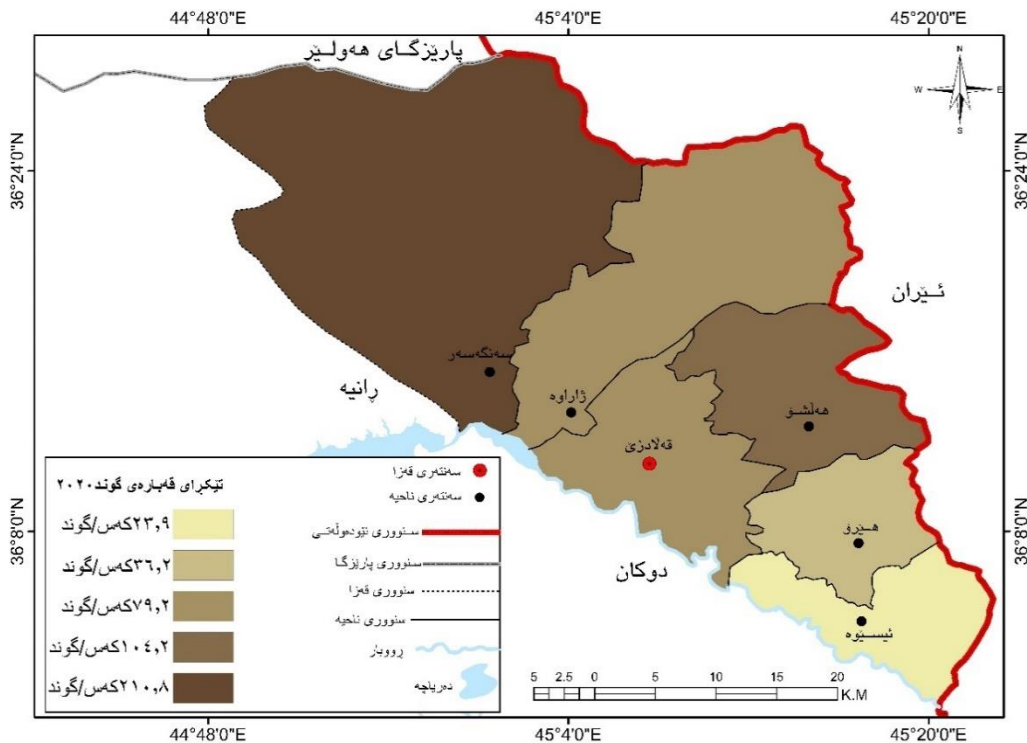 44°48'0"E
45°4'0"E
45°20'0"E
پارێزگای هەولێر
N
W
E
S
36°24'0"N
36°24'0"N
ئێران
سەنگەسەر
ڕانیە
ژاراوە
هەڵشۆ
قەلادزێ
هێرۆ
دوکان
ئیسێوە
36°8'0"N
36°8'0"N
تێکڕای قەبارەی گوند ٢٠٢٠
٢٣,٩کەس/گوند
٣٦,٢کەس/گوند
٧٩,٢کەس/گوند
١٠٤,٢کەس/گوند
٢١٠,٨کەس/گوند
سەنتەری قەزا
سەنتەری ناحیە
سنووری نێودەوڵەتی
سنووری پارێزگا
سنووری قەزا
سنووری ناحیە
ڕووبار
دەریاچە
5 2.5 0 5 10 15 20
K.M
44°48'0"E
45°4'0"E
45°20'0"E